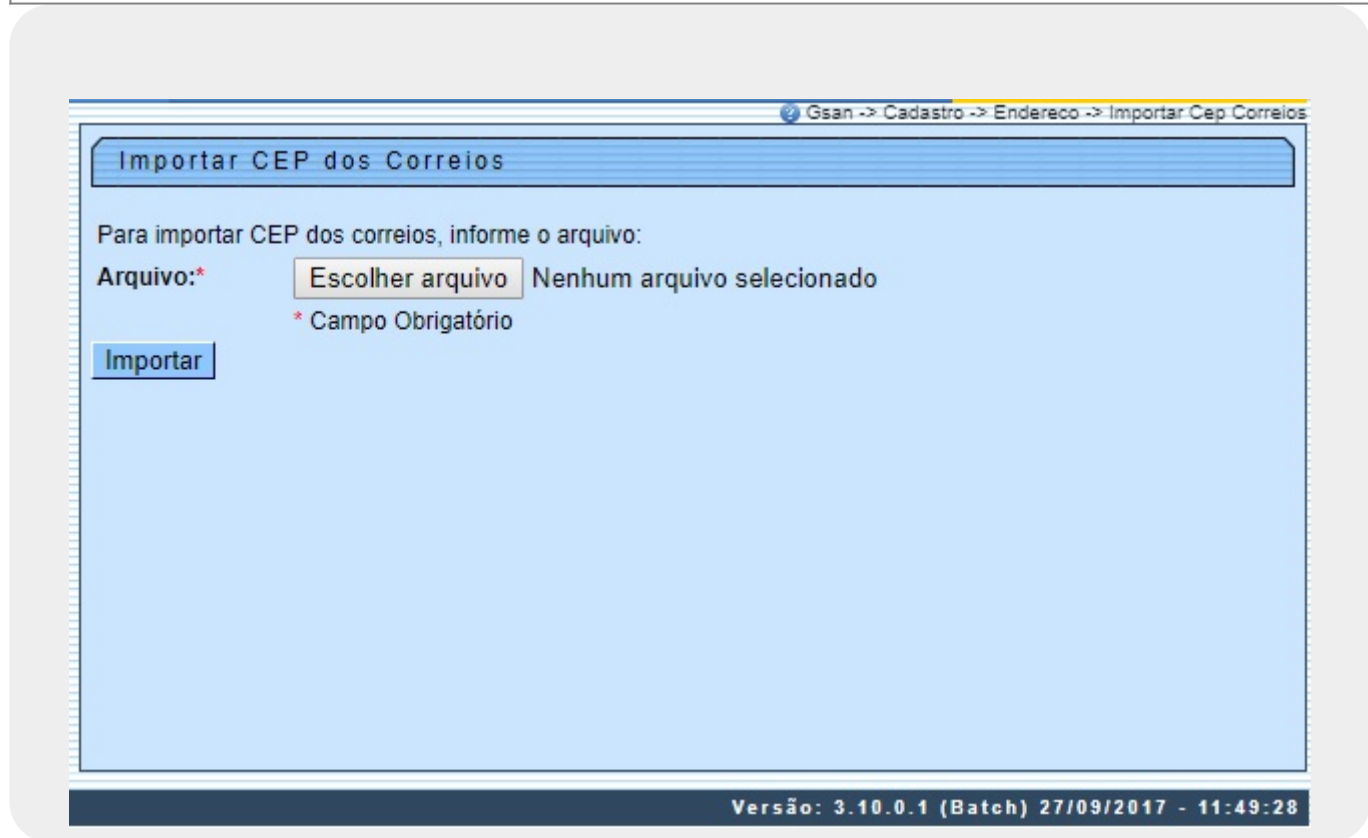 Gsan -> Cadastro -> Endereco -> Importar Cep Correios
Importar CEP dos Correios
Para importar CEP dos correios, informe o arquivo:
Arquivo:* Escolher arquivo Nenhum arquivo selecionado
* Campo Obrigatório
Importar
Versão: 3.10.0.1 (Batch) 27/09/2017 - 11:49:28